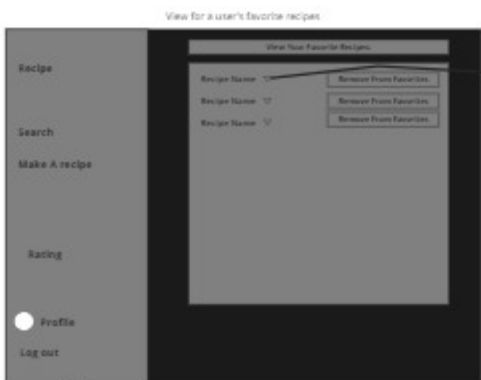 View for a user's favorite recipes
View Your Favorite Recipes
Recipe
Search
Make A recipe
Rating
Profile
Log out
Recipe Name Remove From Favorites
Recipe Name Remove From Favorites
Recipe Name Remove From Favorites